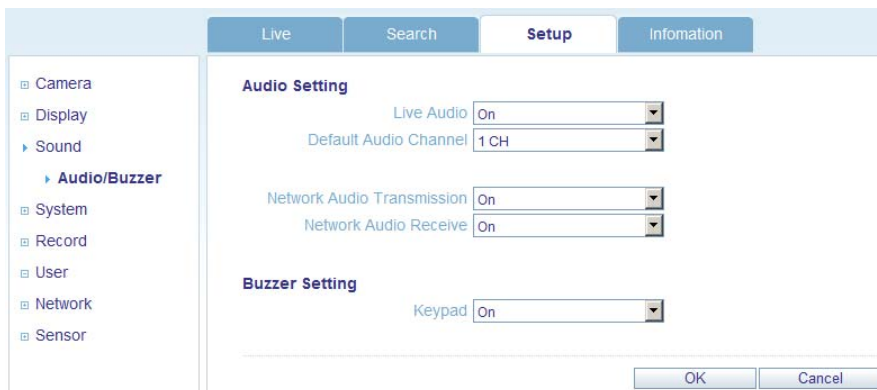 Live Search Setup Infomation
Camera
Display
Sound
Audio/Buzzer
System
Record
User
Network
Sensor
Audio Setting
Live Audio On
Default Audio Channel 1 CH
Network Audio Transmission On
Network Audio Receive On
Buzzer Setting
Keypad On
OK Cancel